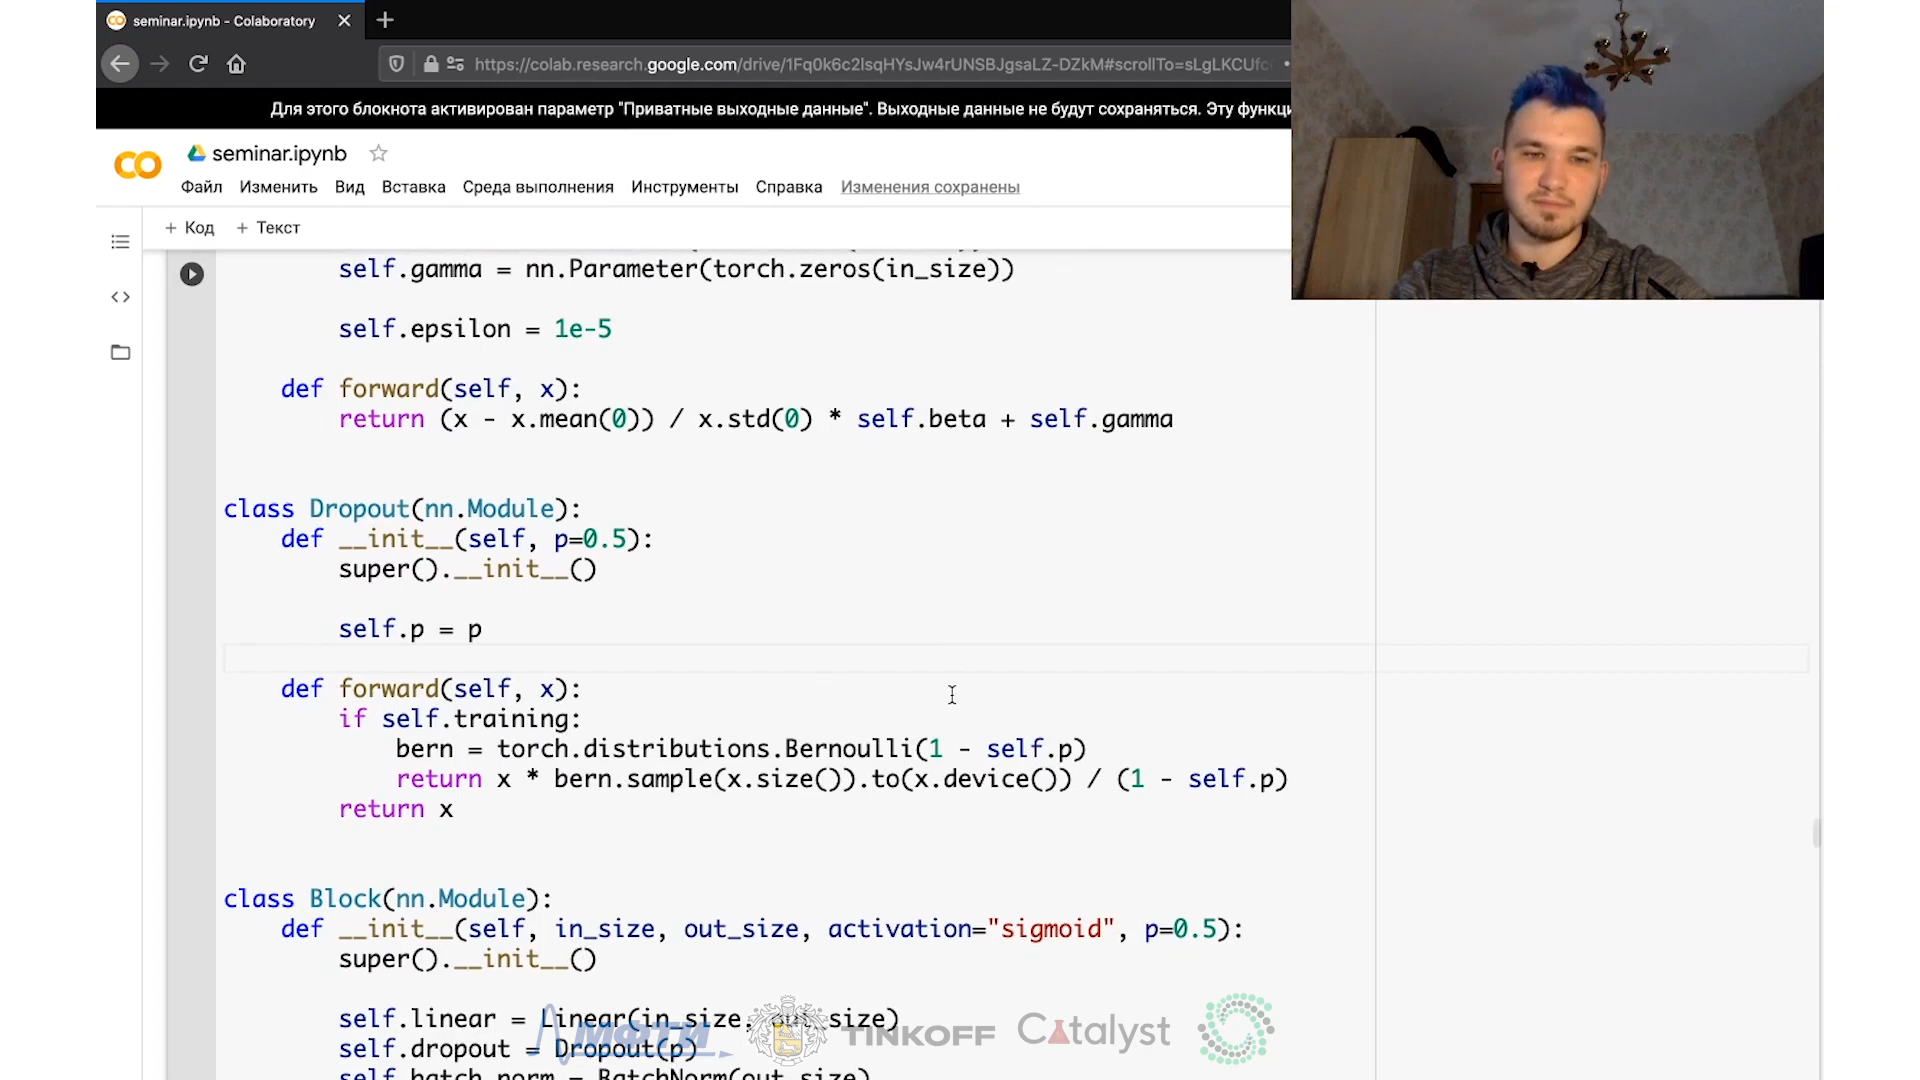 seminar.ipynb - Colaboratory
https://colab.research.google.com/drive/1Fq0k6c2lsqHYsJw4rUNSBJgsaLZ-DZkM#scrollTo=sLgLKCUfc
Для этого блокнота активирован параметр "Приватные выходные данные". Выходные данные не будут сохраняться. Эту функци
CO
seminar.ipynb
Файл Изменить Вид Вставка Среда выполнения Инструменты Справка Изменения сохранены
+ Код + Текст
self.gamma = nn.Parameter(torch.zeros(in_size))
self.epsilon = 1e-5
def forward(self, x):
return (x - x.mean(0)) / x.std(0) * self.beta + self.gamma
class Dropout(nn.Module):
def __init__(self, p=0.5):
super().__init__()
self.p = p
def forward(self, x):
if self.training:
bern = torch.distributions.Bernoulli(1 - self.p)
return x * bern.sample(x.size()).to(x.device()) / (1 - self.p)
return x
class Block(nn.Module):
def __init__(self, in_size, out_size, activation="sigmoid", p=0.5):
super().__init__()
self.linear = Linear(in_size, out_size)
self.dropout = Dropout(p)
self.batch_norm = BatchNorm(out_size)
МФТИ TINKOFF Catalyst